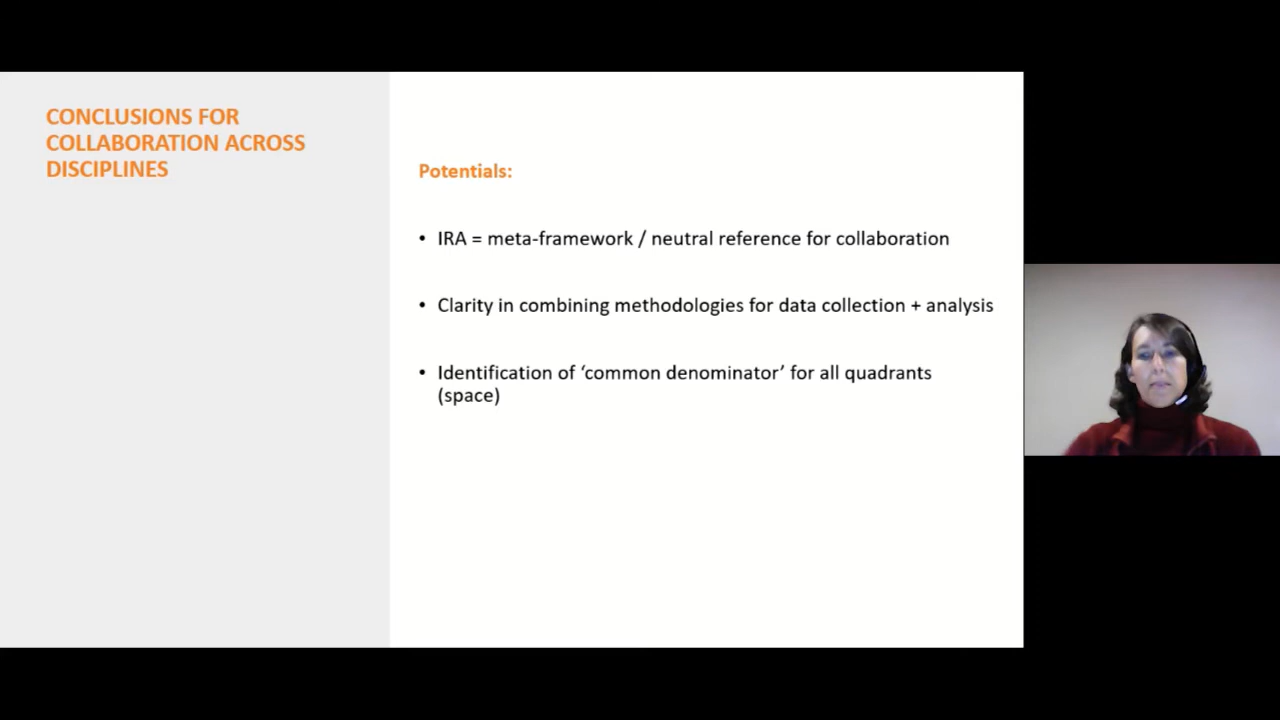 CONCLUSIONS FOR
COLLABORATION ACROSS
DISCIPLINES
Potentials:
• IRA = meta-framework / neutral reference for collaboration
• Clarity in combining methodologies for data collection + analysis
• Identification of ‘common denominator’ for all quadrants
(space)